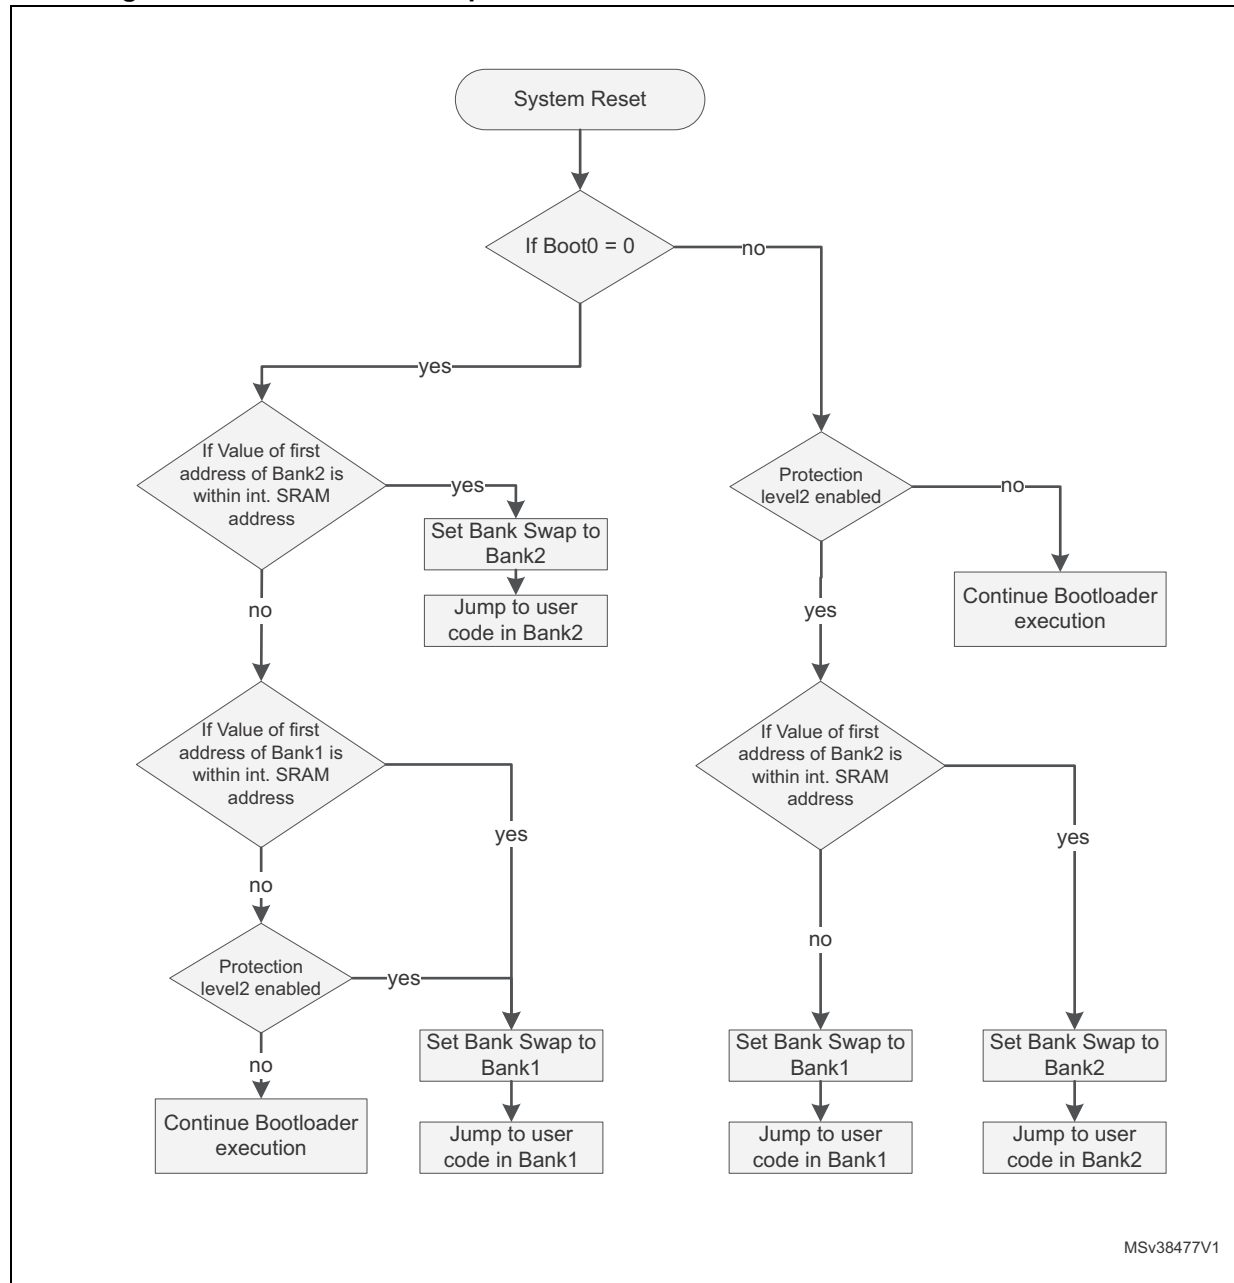 System Reset
If Boot0 = 0
no
yes
If Value of first
address of Bank2 is
within int. SRAM
address
yes
Set Bank Swap to
Bank2
Jump to user
code in Bank2
no
Protection
level2 enabled
no
Continue Bootloader
execution
yes
If Value of first
address of Bank1 is
within int. SRAM
address
yes
no
If Value of first
address of Bank2 is
within int. SRAM
address
yes
no
Protection
level2 enabled
yes
no
Continue Bootloader
execution
Set Bank Swap to
Bank1
Jump to user
code in Bank1
Set Bank Swap to
Bank1
Jump to user
code in Bank1
Set Bank Swap to
Bank2
Jump to user
code in Bank2
MSv38477V1